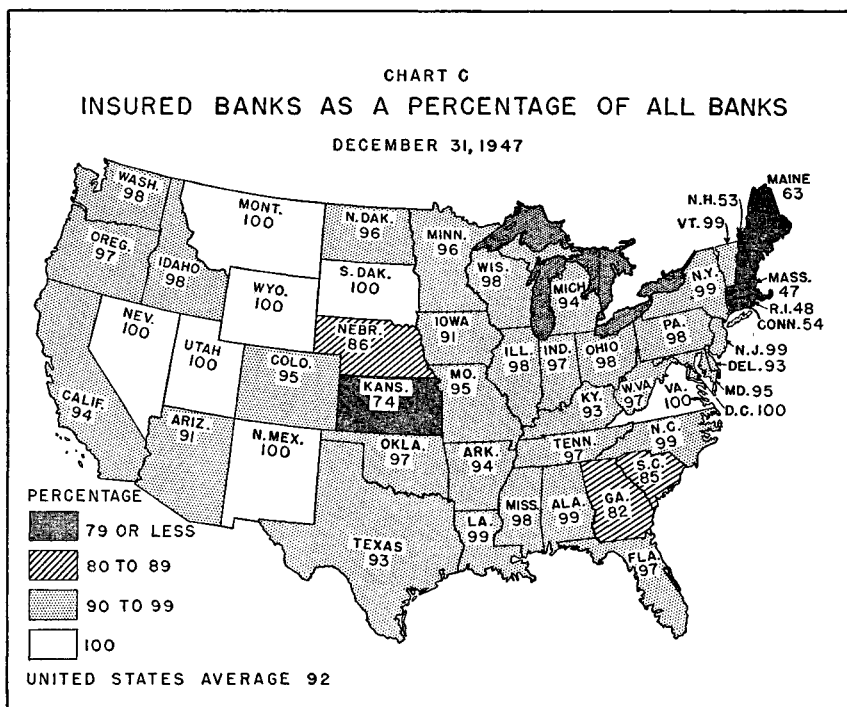 CHART C
INSURED BANKS AS A PERCENTAGE OF ALL BANKS
DECEMBER 31, 1947
WASH.
98
MONT.
100
N.DAK.
96
MINN.
96
OREG.
97
IDAHO
98
WYO.
100
S.DAK.
100
WIS.
98
MICH
94
N.Y.
99
VT. 99
N.H. 53
MAINE
63
MASS.
47
R.I. 48
CONN. 54
NEV.
100
UTAH
100
COLO.
95
NEBR.
86
IOWA
91
ILL.
98
IND.
97
OHIO
98
PA.
98
N.J. 99
DEL. 93
MD. 95
D.C. 100
CALIF.
94
ARIZ.
91
N.MEX.
100
KANS.
74
MO.
95
KY.
93
W.VA.
97
VA.
100
OKLA.
97
ARK.
94
TENN.
97
N.C.
99
S.C.
85
TEXAS
93
LA.
99
MISS.
98
ALA.
99
GA.
82
FLA.
97
PERCENTAGE
79 OR LESS
80 TO 89
90 TO 99
100
UNITED STATES AVERAGE 92